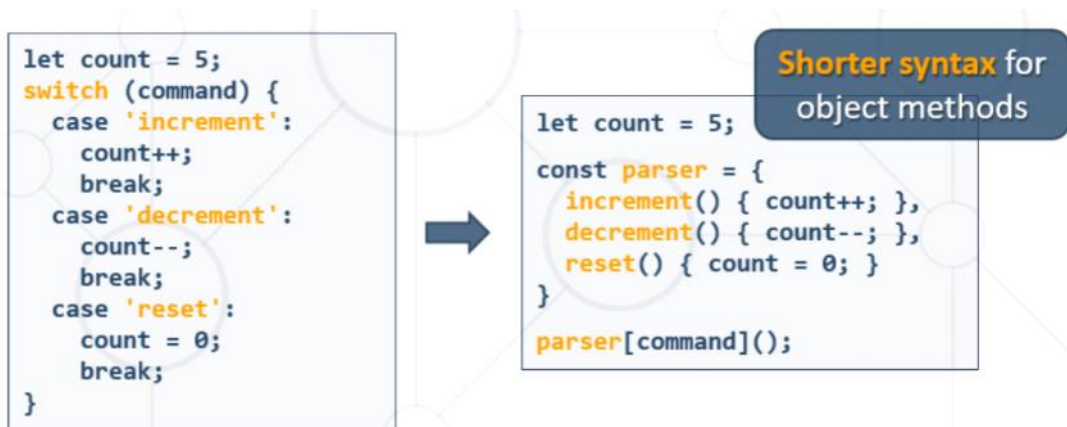 let count = 5;
switch (command) {
  case 'increment':
    count++;
    break;
  case 'decrement':
    count--;
    break;
  case 'reset':
    count = 0;
    break;
}
Shorter syntax for
object methods
let count = 5;
const parser = {
  increment() { count++; },
  decrement() { count--; },
  reset() { count = 0; }
}
parser[command]();